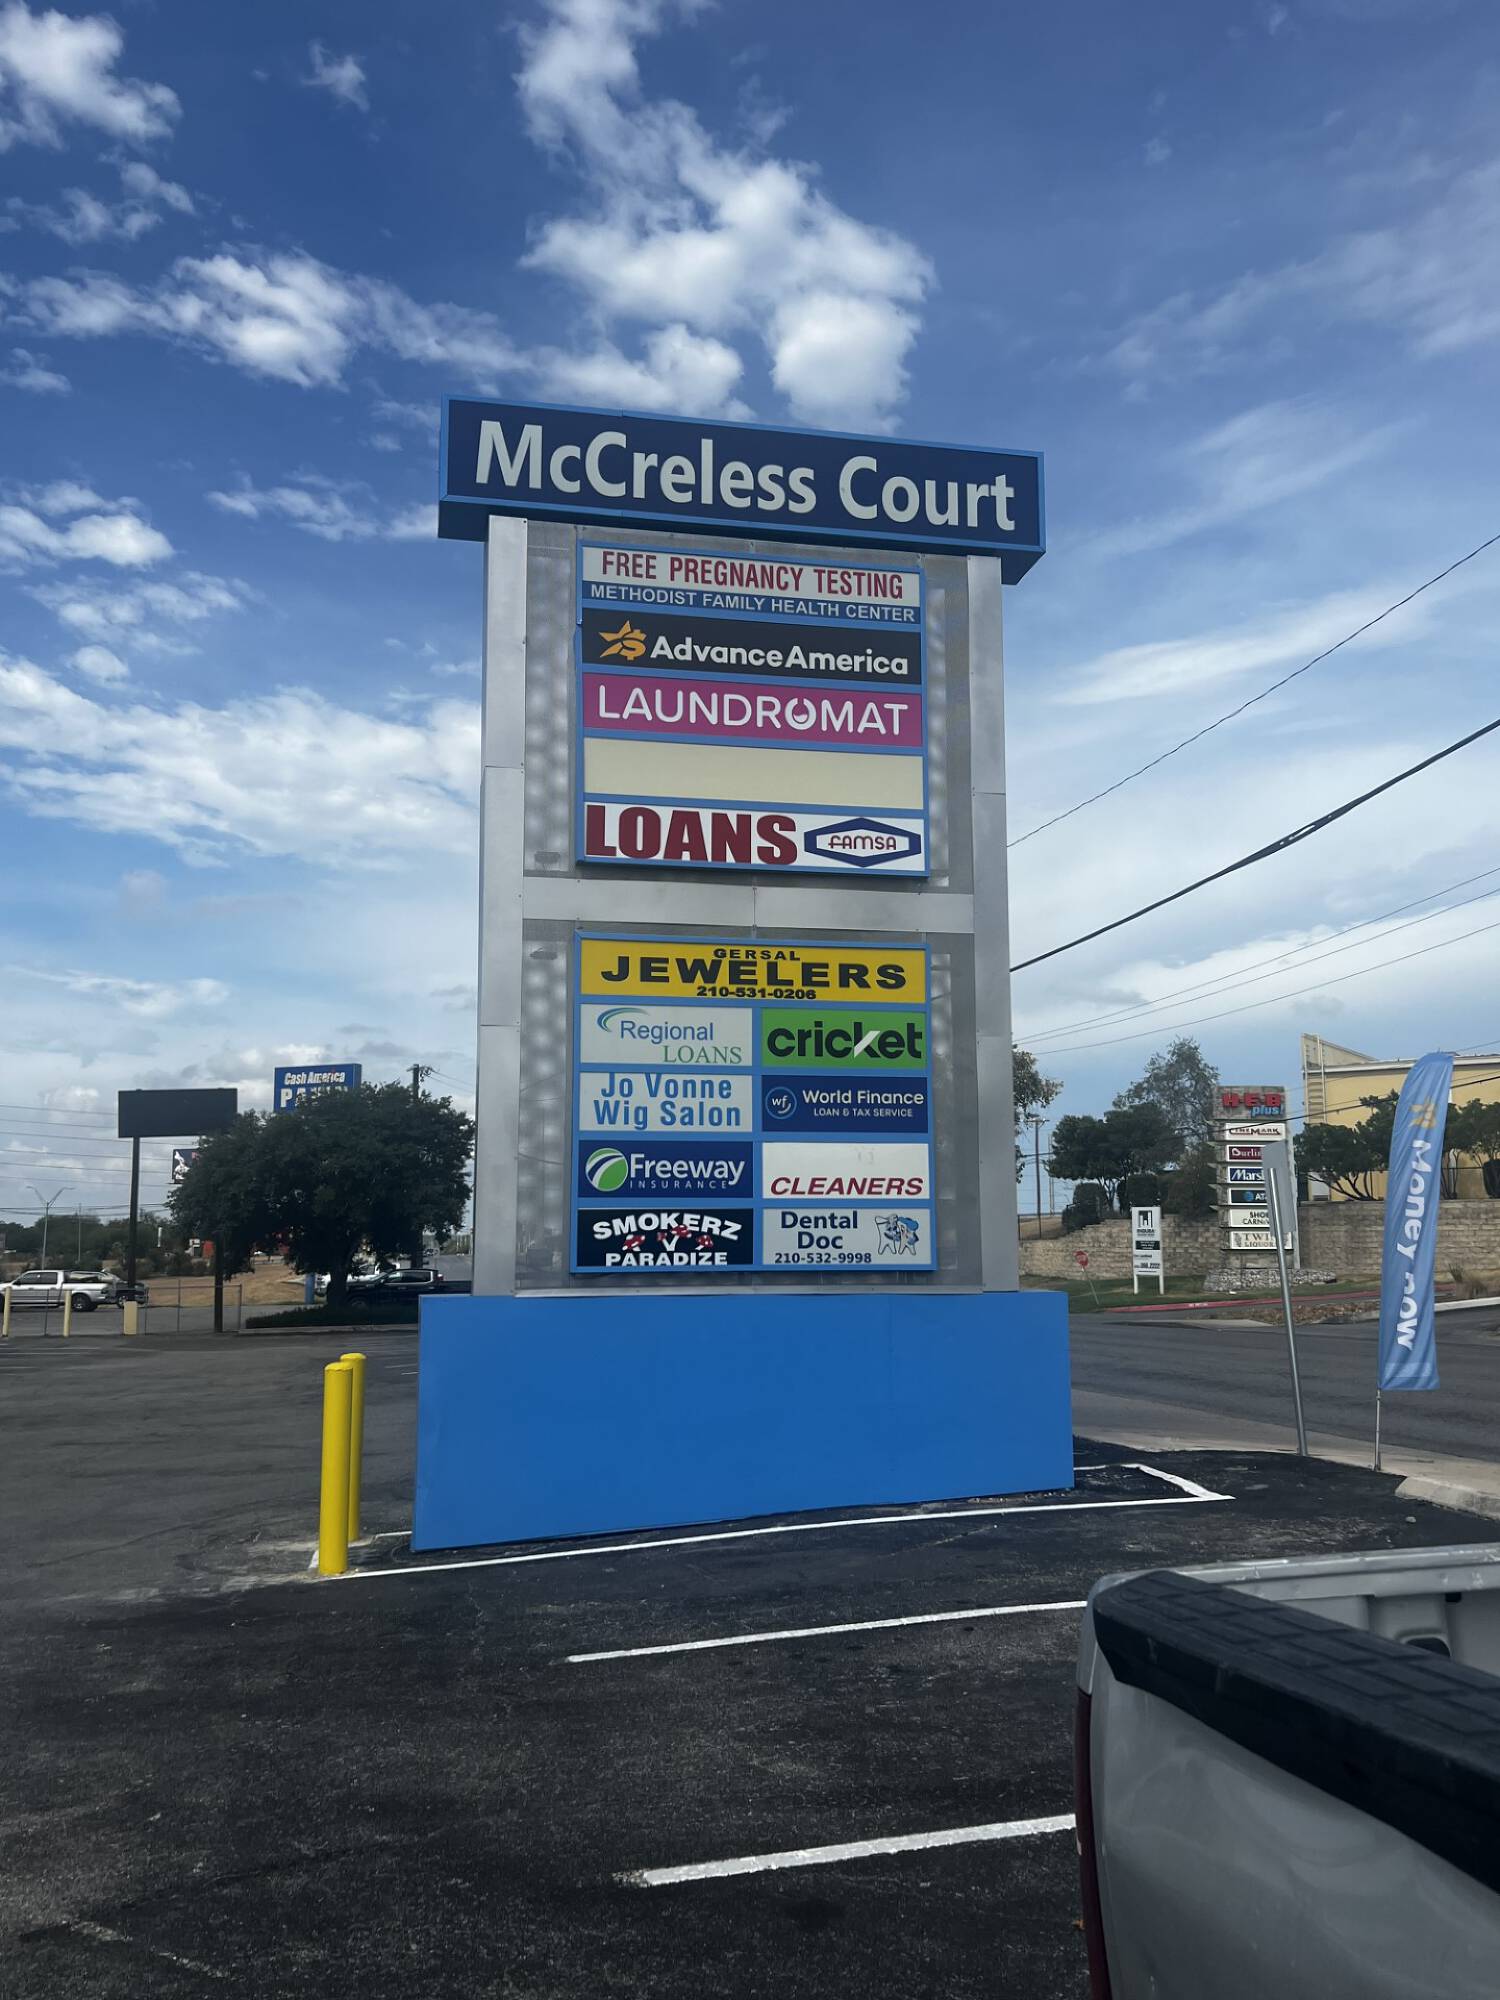 McCreless Court
FREE PREGNANCY TESTING
METHODIST FAMILY HEALTH CENTER
AdvanceAmerica
LAUNDROMAT
LOANS
FAMSA
GERSAL
JEWELERS
210-531-0206
Regional
LOANS
cricket
Jo Vonne
Wig Salon
wf
World Finance
LOAN & TAX SERVICE
Freeway
INSURANCE
CLEANERS
SMOKERZ
PARADIZE
Dental
Doc
210-532-9998
Cash America
H-E-B
plus!
CINEMARK
Money now